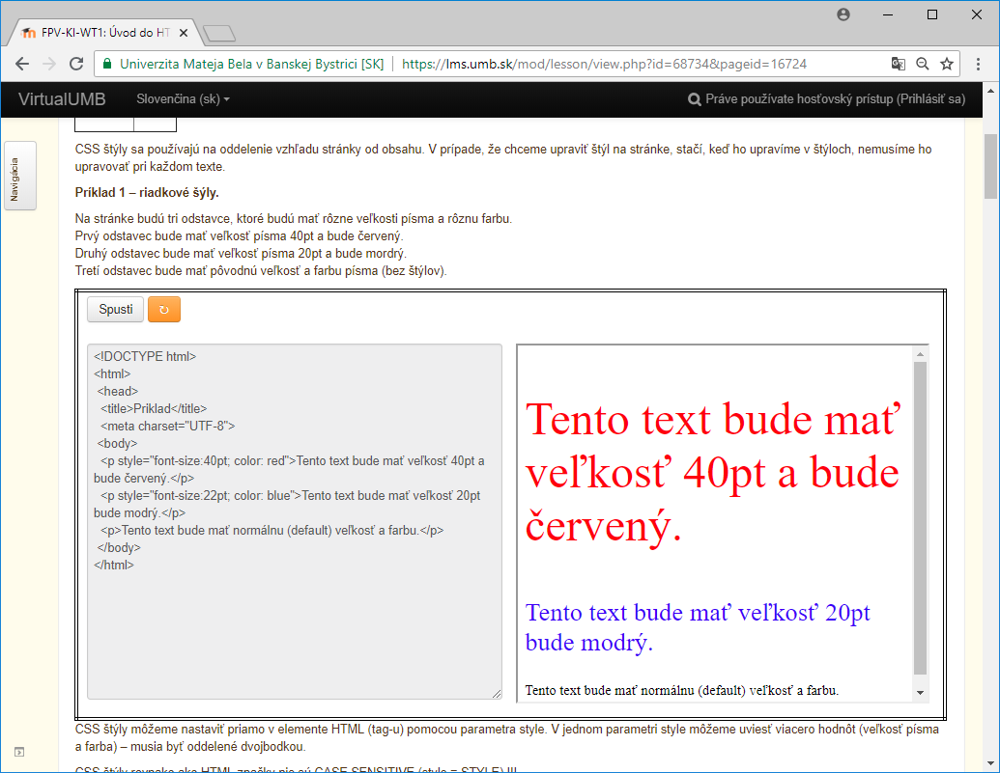 FPV-KI-WT1: Úvod do HT
Univerzita Mateja Bela v Banskej Bystrici [SK] https://lms.umb.sk/mod/lesson/view.php?id=68734&pageid=16724
VirtualUMB Slovenčina (sk) Práve používate hosťovský prístup (Prihlásiť sa)
Navigácia
CSS štýly sa používajú na oddelenie vzhľadu stránky od obsahu. V prípade, že chceme upraviť štýl na stránke, stačí, keď ho upravíme v štýloch, nemusíme ho
upravovať pri každom texte.
Príklad 1 – riadkové šýly.
Na stránke budú tri odstavce, ktoré budú mať rôzne veľkosti písma a rôznu farbu.
Prvý odstavec bude mať veľkosť písma 40pt a bude červený.
Druhý odstavec bude mať veľkosť písma 20pt a bude mordrý.
Tretí odstavec bude mať pôvodnú veľkosť a farbu písma (bez štýlov).
Spusti
<!DOCTYPE html>
<html>
<head>
<title>Priklad</title>
<meta charset="UTF-8">
<body>
<p style="font-size:40pt; color: red">Tento text bude mať veľkosť 40pt a
bude červený.</p>
<p style="font-size:22pt; color: blue">Tento text bude mať veľkosť 20pt
bude modrý.</p>
<p>Tento text bude mať normálnu (default) veľkosť a farbu.</p>
</body>
</html>
Tento text bude mať
veľkosť 40pt a bude
červený.
Tento text bude mať veľkosť 20pt
bude modrý.
Tento text bude mať normálnu (default) veľkosť a farbu.
CSS štýly môžeme nastaviť priamo v elemente HTML (tag-u) pomocou parametra style. V jednom parametri style môžeme uviesť viacero hodnôt (veľkosť písma
a farba) – musia byť oddelené dvojbodkou.
CSS štýly rovnako ako HTML značky nie sú CASE SENSITIVE (style = STYLE) !!!